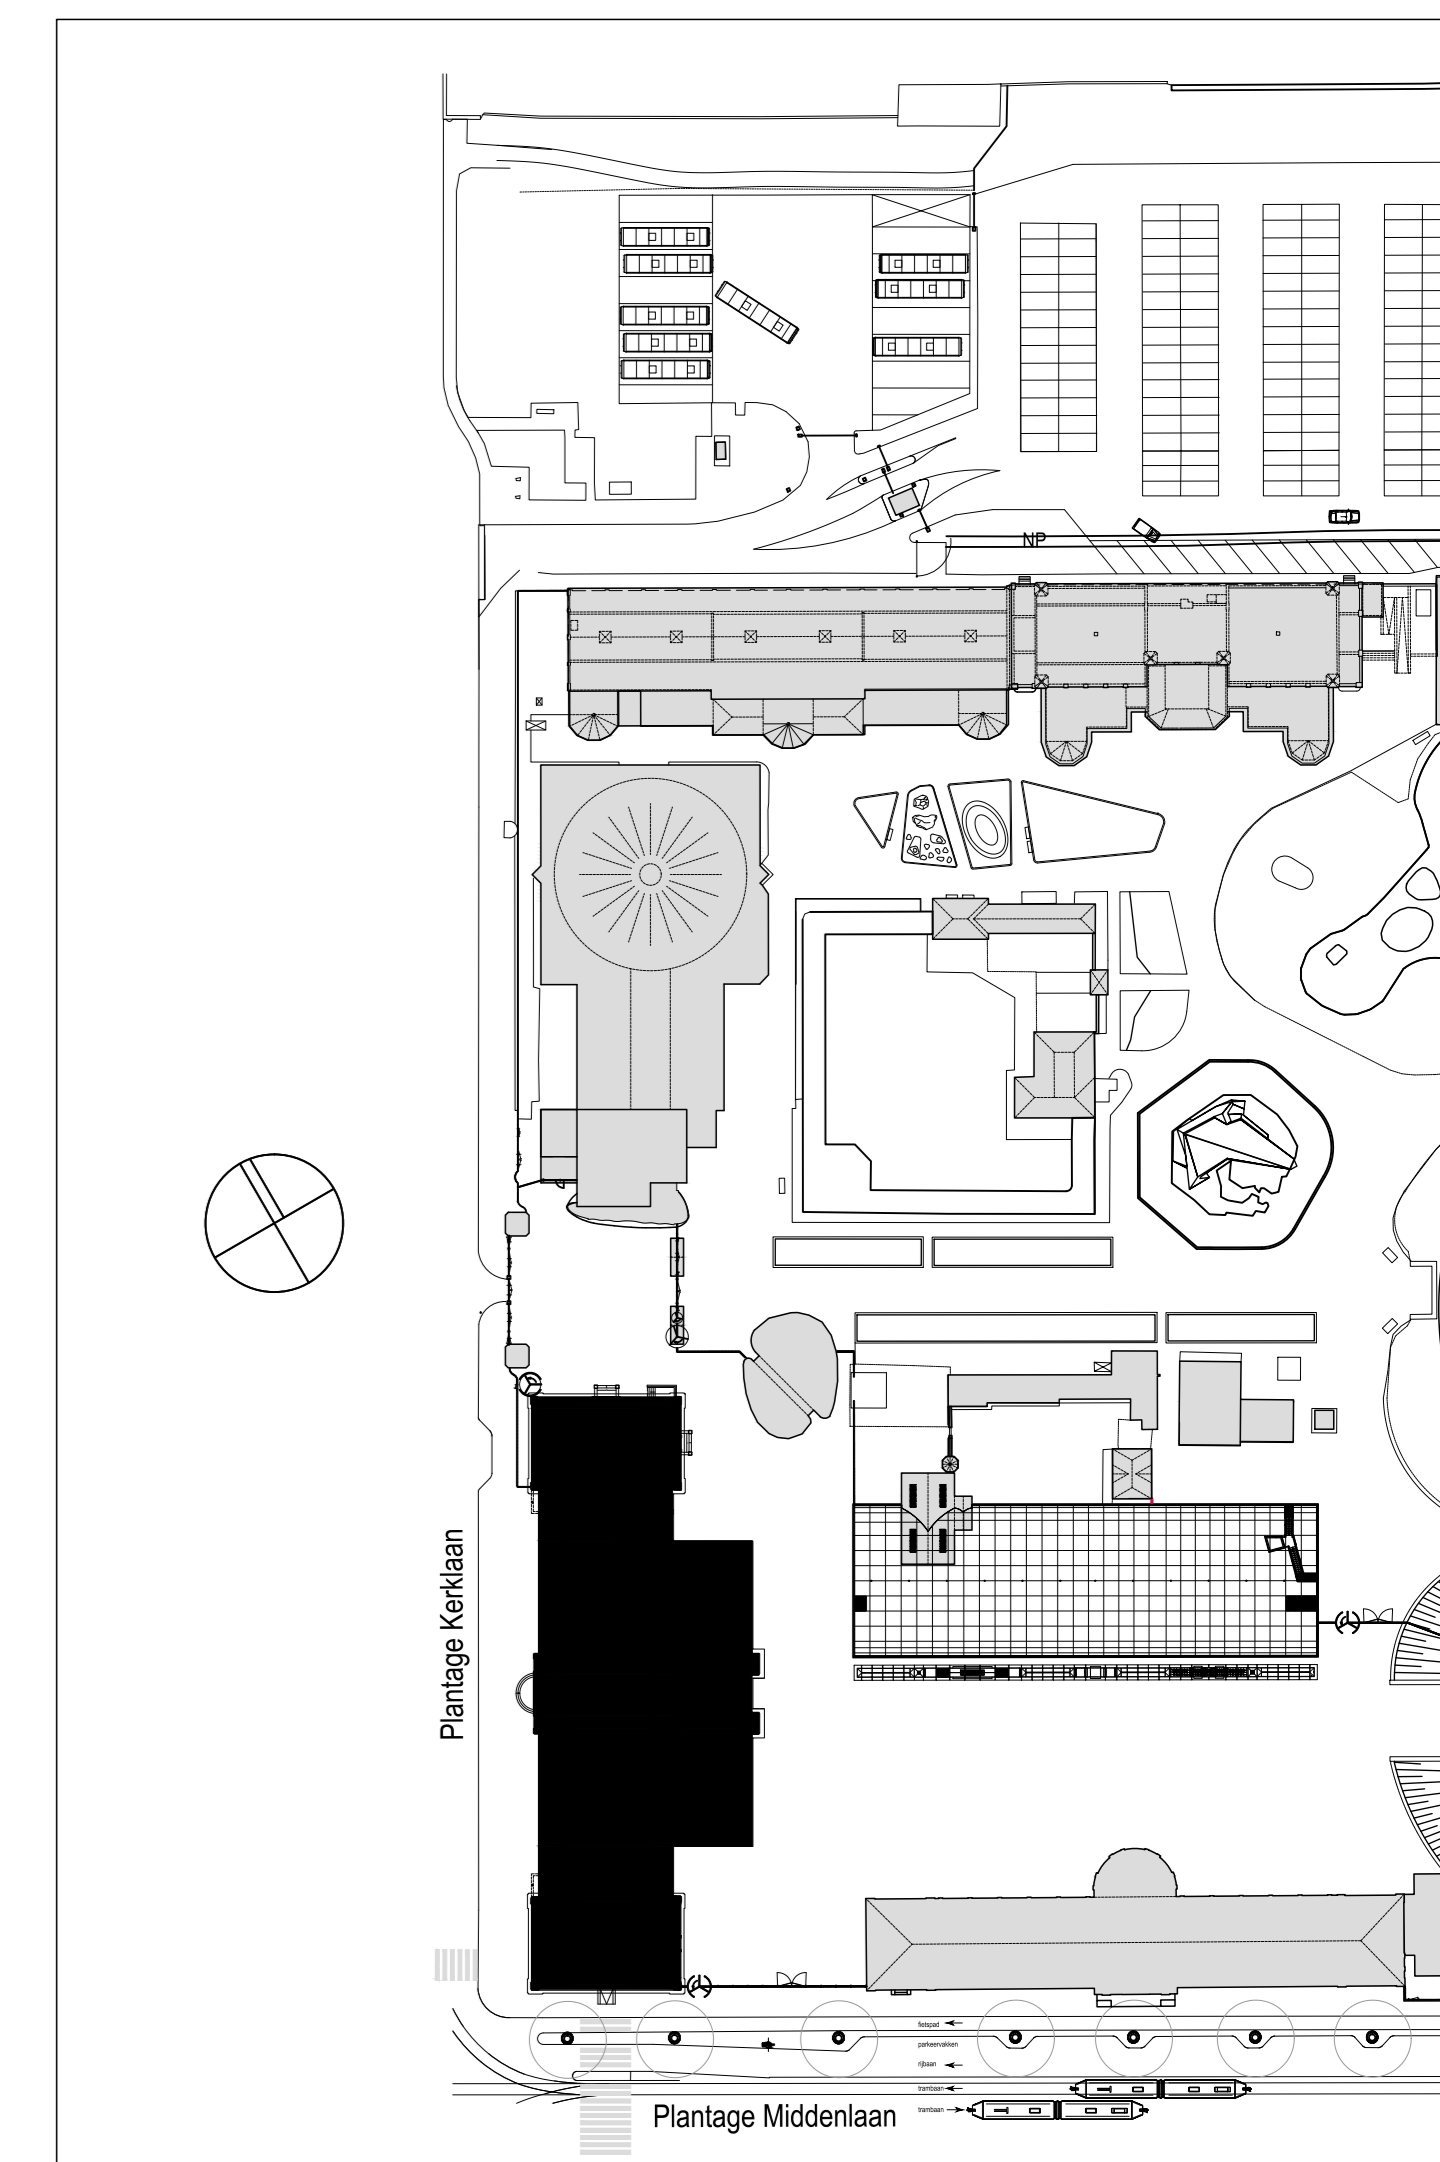 NP
Plantage Kerklaan
fietspad
parkeervakken
rijbaan
trambaan
trambaan
Plantage Middenlaan